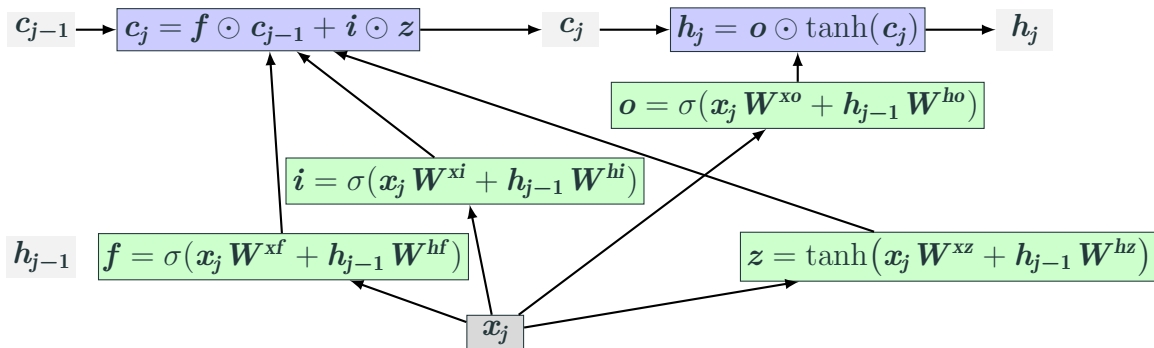 c_{j−1} c_j = f ⊙ c_{j−1} + i ⊙ z c_j h_j = o ⊙ tanh(c_j) h_j
o = σ(x_j W^{xo} + h_{j−1} W^{ho})
i = σ(x_j W^{xi} + h_{j−1} W^{hi})
h_{j−1} f = σ(x_j W^{xf} + h_{j−1} W^{hf}) z = tanh(x_j W^{xz} + h_{j−1} W^{hz})
x_j